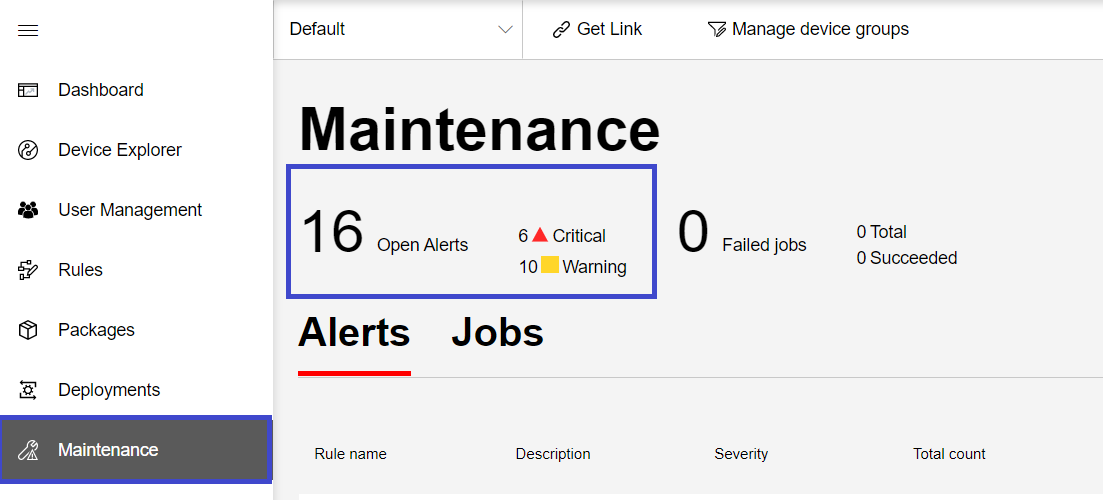 Default
Get Link
Manage device groups
Dashboard
Device Explorer
User Management
Rules
Packages
Deployments
Maintenance
Maintenance
16 Open Alerts
6 Critical
10 Warning
0 Failed jobs
0 Total
0 Succeeded
Alerts Jobs
Rule name Description Severity Total count